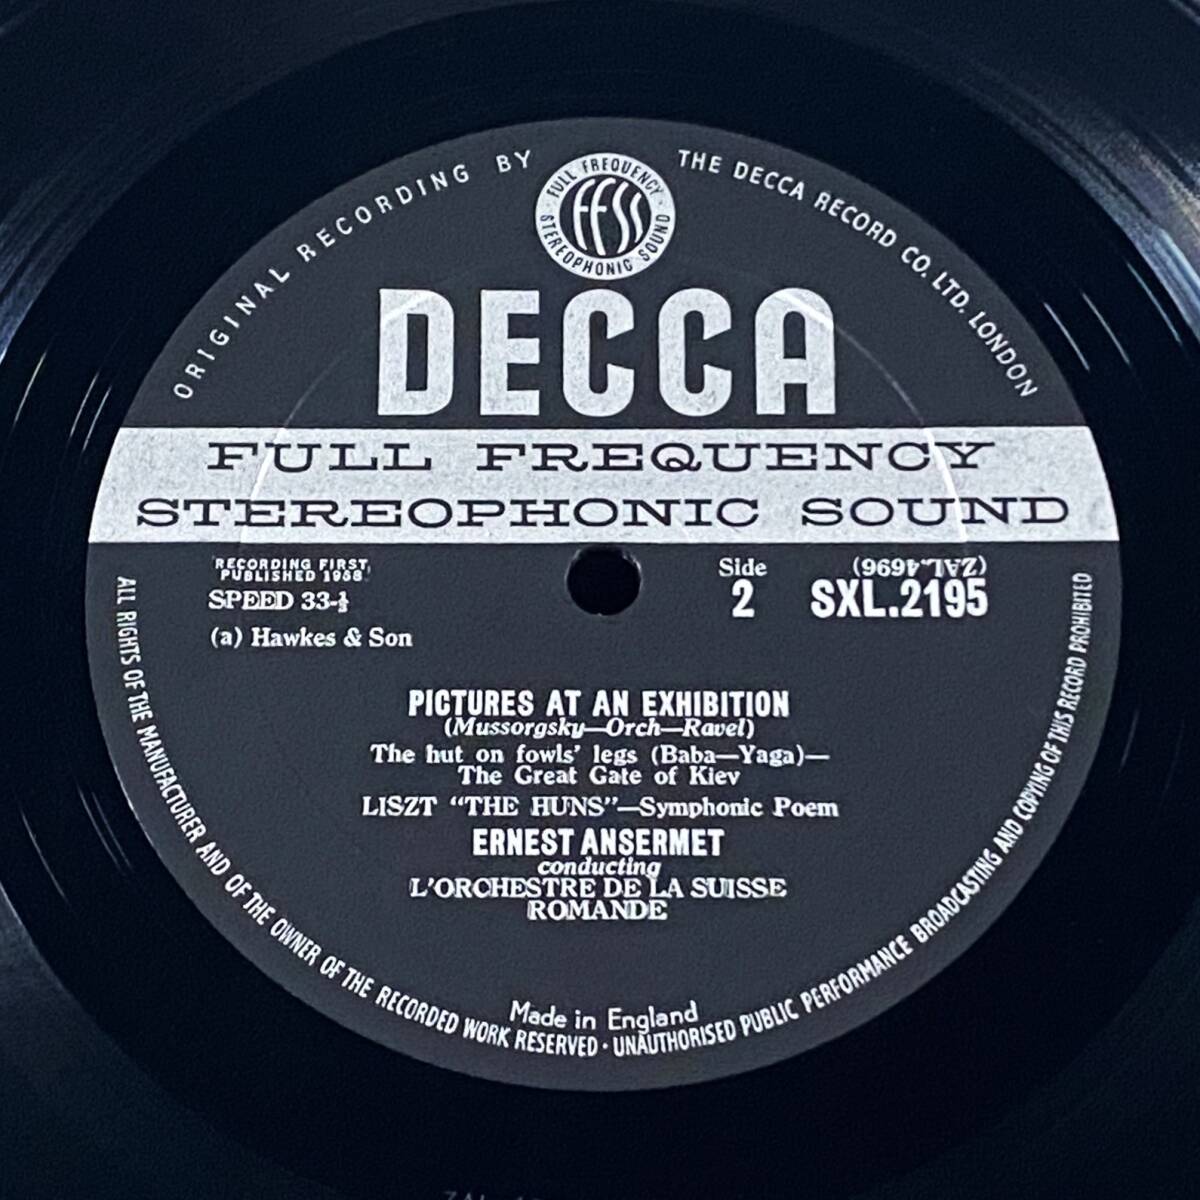 ORIGINAL RECORDING BY THE DECCA RECORD CO. LTD. LONDON
FULL FREQUENCY STEREOPHONIC SOUND
FFSS
DECCA
FULL FREQUENCY
STEREOPHONIC SOUND
RECORDING FIRST
PUBLISHED 1958
SPEED 33-⅓
(a) Hawkes & Son
Side
2
(ZAL.4696)
SXL.2195
PICTURES AT AN EXHIBITION
(Mussorgsky—Orch—Ravel)
The hut on fowls' legs (Baba—Yaga)—
The Great Gate of Kiev
LISZT "THE HUNS"—Symphonic Poem
ERNEST ANSERMET
conducting
L'ORCHESTRE DE LA SUISSE
ROMANDE
Made in England
ALL RIGHTS OF THE MANUFACTURER AND OF THE OWNER OF THE RECORDED WORK RESERVED · UNAUTHORISED PUBLIC PERFORMANCE BROADCASTING AND COPYING OF THIS RECORD PROHIBITED